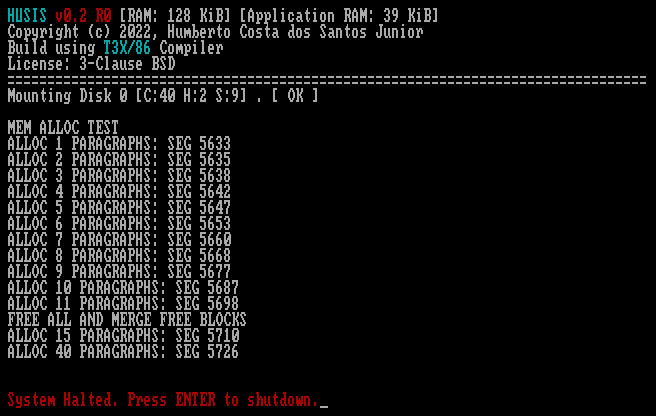 HUSIS v0.2 R0 [RAM: 128 KiB] [Application RAM: 39 KiB]
Copyright (c) 2022, Humberto Costa dos Santos Junior
Build using T3X/86 Compiler
License: 3-Clause BSD
================================================================================
Mounting Disk 0 [C:40 H:2 S:9] . [ OK ]
MEM ALLOC TEST
ALLOC 1 PARAGRAPHS: SEG 5633
ALLOC 2 PARAGRAPHS: SEG 5635
ALLOC 3 PARAGRAPHS: SEG 5638
ALLOC 4 PARAGRAPHS: SEG 5642
ALLOC 5 PARAGRAPHS: SEG 5647
ALLOC 6 PARAGRAPHS: SEG 5653
ALLOC 7 PARAGRAPHS: SEG 5660
ALLOC 8 PARAGRAPHS: SEG 5668
ALLOC 9 PARAGRAPHS: SEG 5677
ALLOC 10 PARAGRAPHS: SEG 5687
ALLOC 11 PARAGRAPHS: SEG 5698
FREE ALL AND MERGE FREE BLOCKS
ALLOC 15 PARAGRAPHS: SEG 5710
ALLOC 40 PARAGRAPHS: SEG 5726
System Halted. Press ENTER to shutdown._